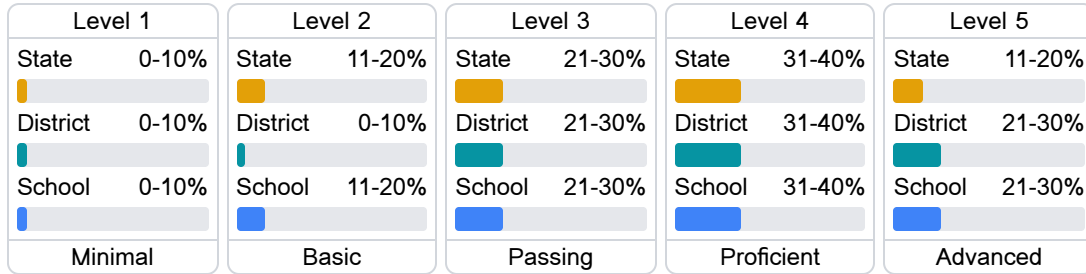 Level 1
State 0-10%
District 0-10%
School 0-10%
Minimal
Level 2
State 11-20%
District 0-10%
School 11-20%
Basic
Level 3
State 21-30%
District 21-30%
School 21-30%
Passing
Level 4
State 31-40%
District 31-40%
School 31-40%
Proficient
Level 5
State 11-20%
District 21-30%
School 21-30%
Advanced